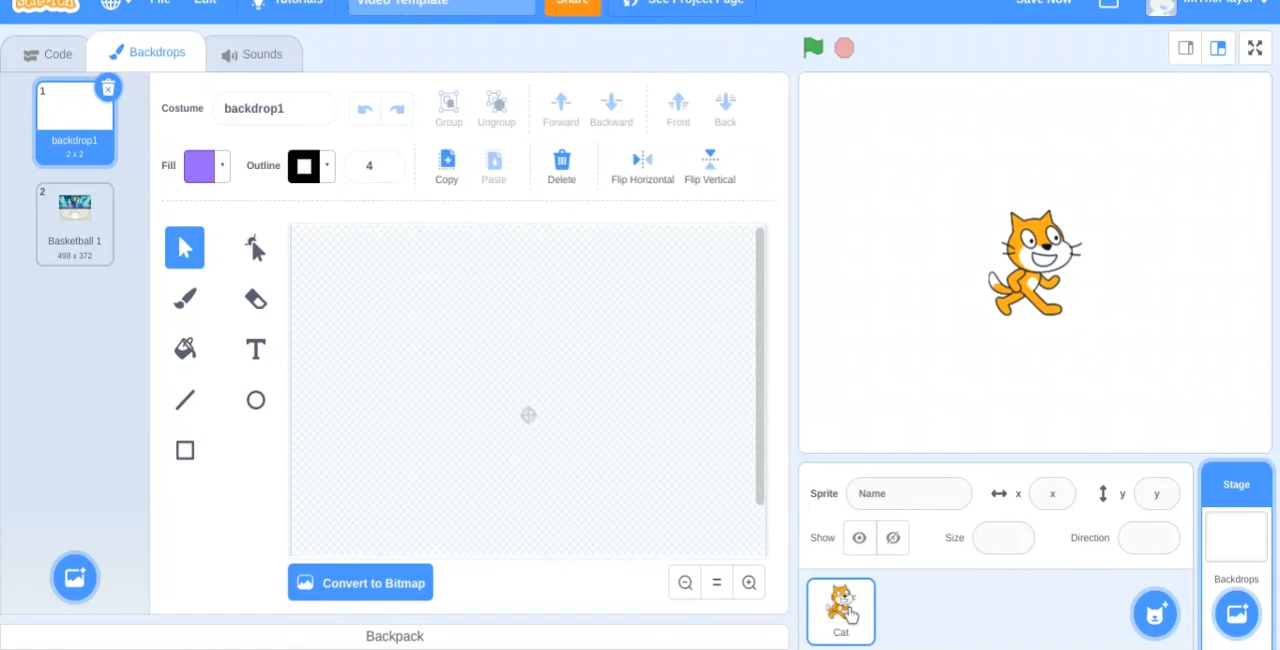 File Edit Tutorials Video Template Share See Project Page Save Now
Code Backdrops Sounds
1
backdrop1
2 x 2
2
Basketball 1
498 x 372
Costume backdrop1 Group Ungroup Forward Backward Front Back
Fill Outline 4 Copy Paste Delete Flip Horizontal Flip Vertical
T
Convert to Bitmap
=
Backpack
Sprite Name x x y y
Show Size Direction
Cat
Stage
Backdrops